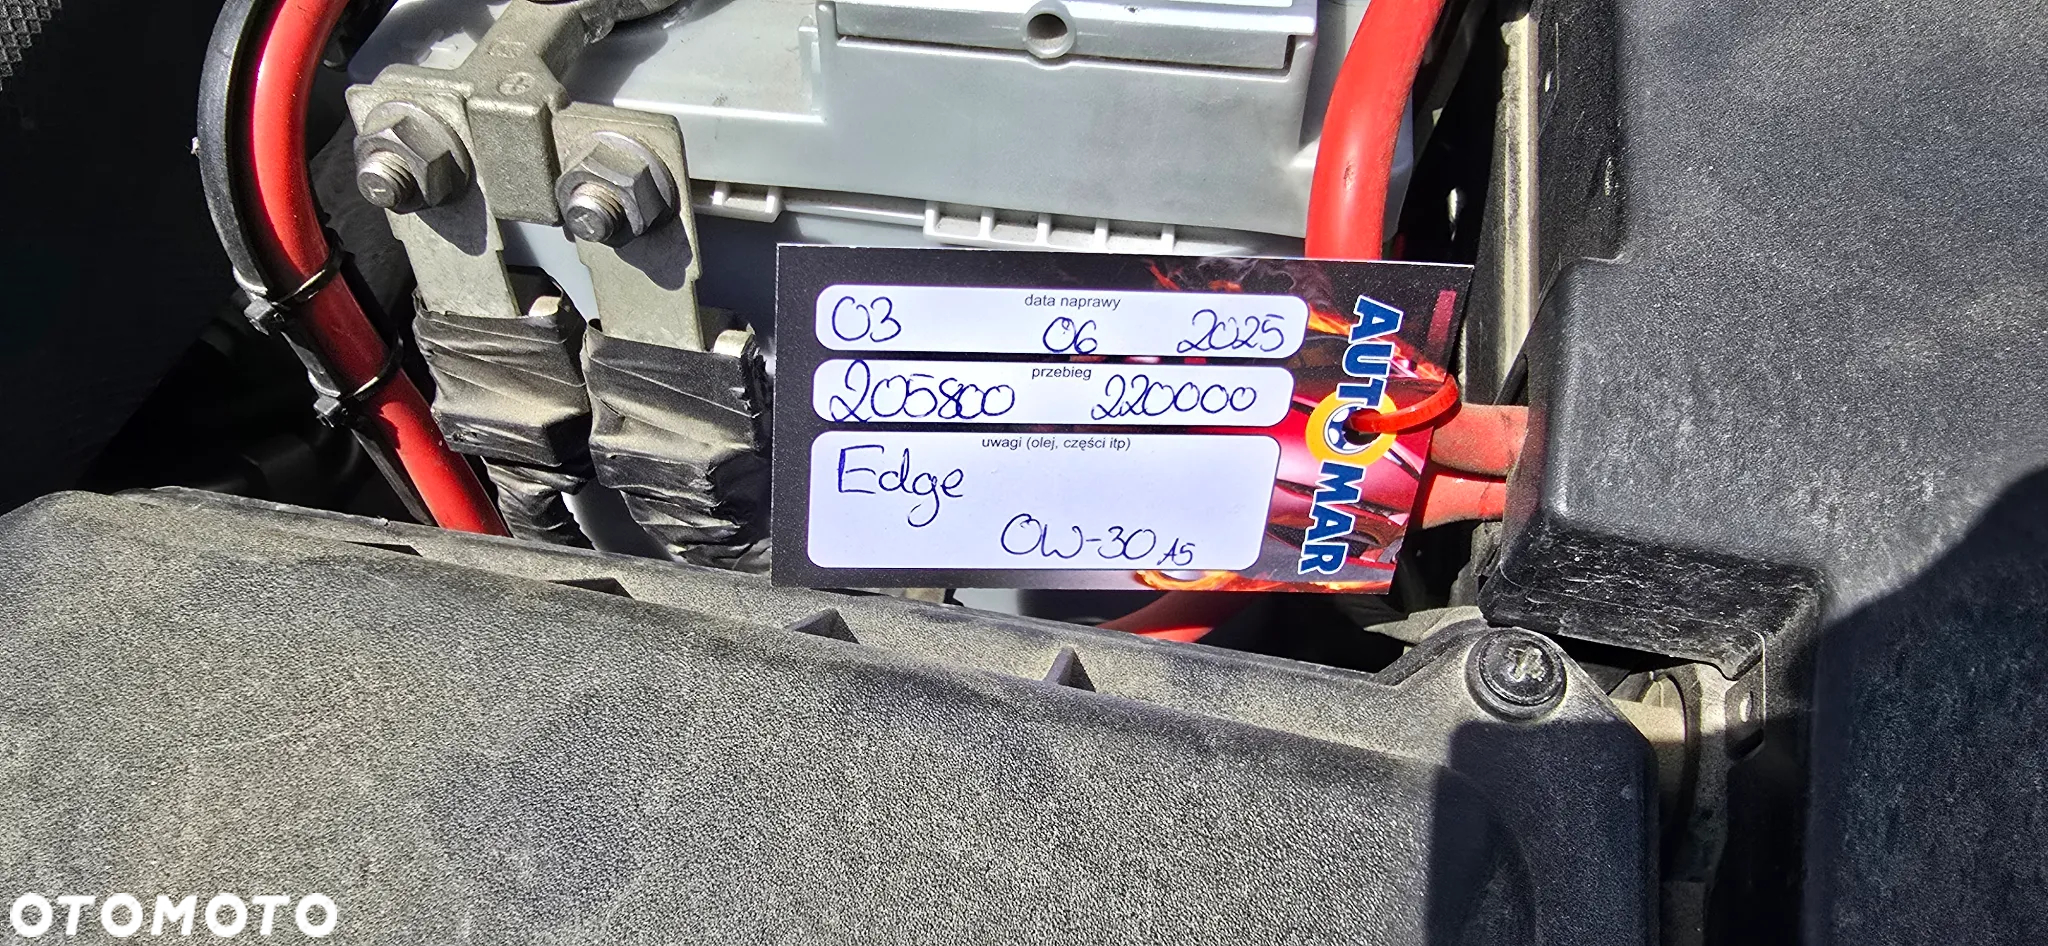 data naprawy
03 06 2025
przebieg
205800 220000
uwagi (olej, części itp)
Edge
0W-30 A5
AUTOMAR
OTOMOTO